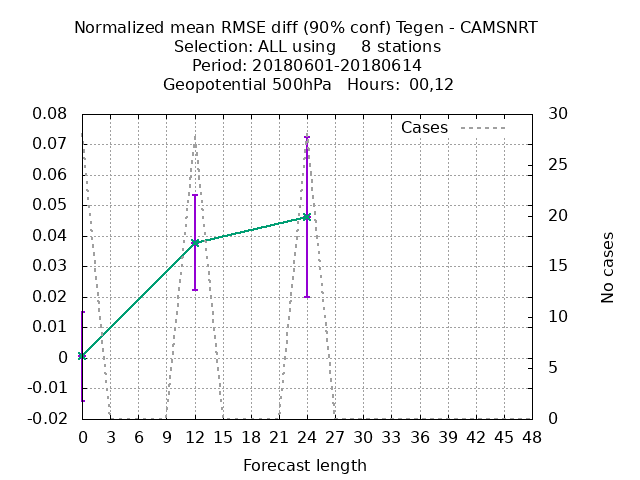 Normalized mean RMSE diff (90% conf) Tegen - CAMSNRT
Selection: ALL using     8 stations
Period: 20180601-20180614
Geopotential 500hPa   Hours:  00,12
Cases
0.08
0.07
0.06
0.05
0.04
0.03
0.02
0.01
0
-0.01
-0.02
30
25
20
15
10
5
0
No cases
0 3 6 9 12 15 18 21 24 27 30 33 36 39 42 45 48
Forecast length